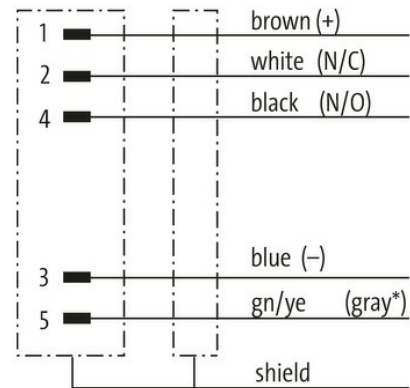 1 brown (+)
2 white (N/C)
4 black (N/O)
3 blue (–)
5 gn/ye (gray*)
shield